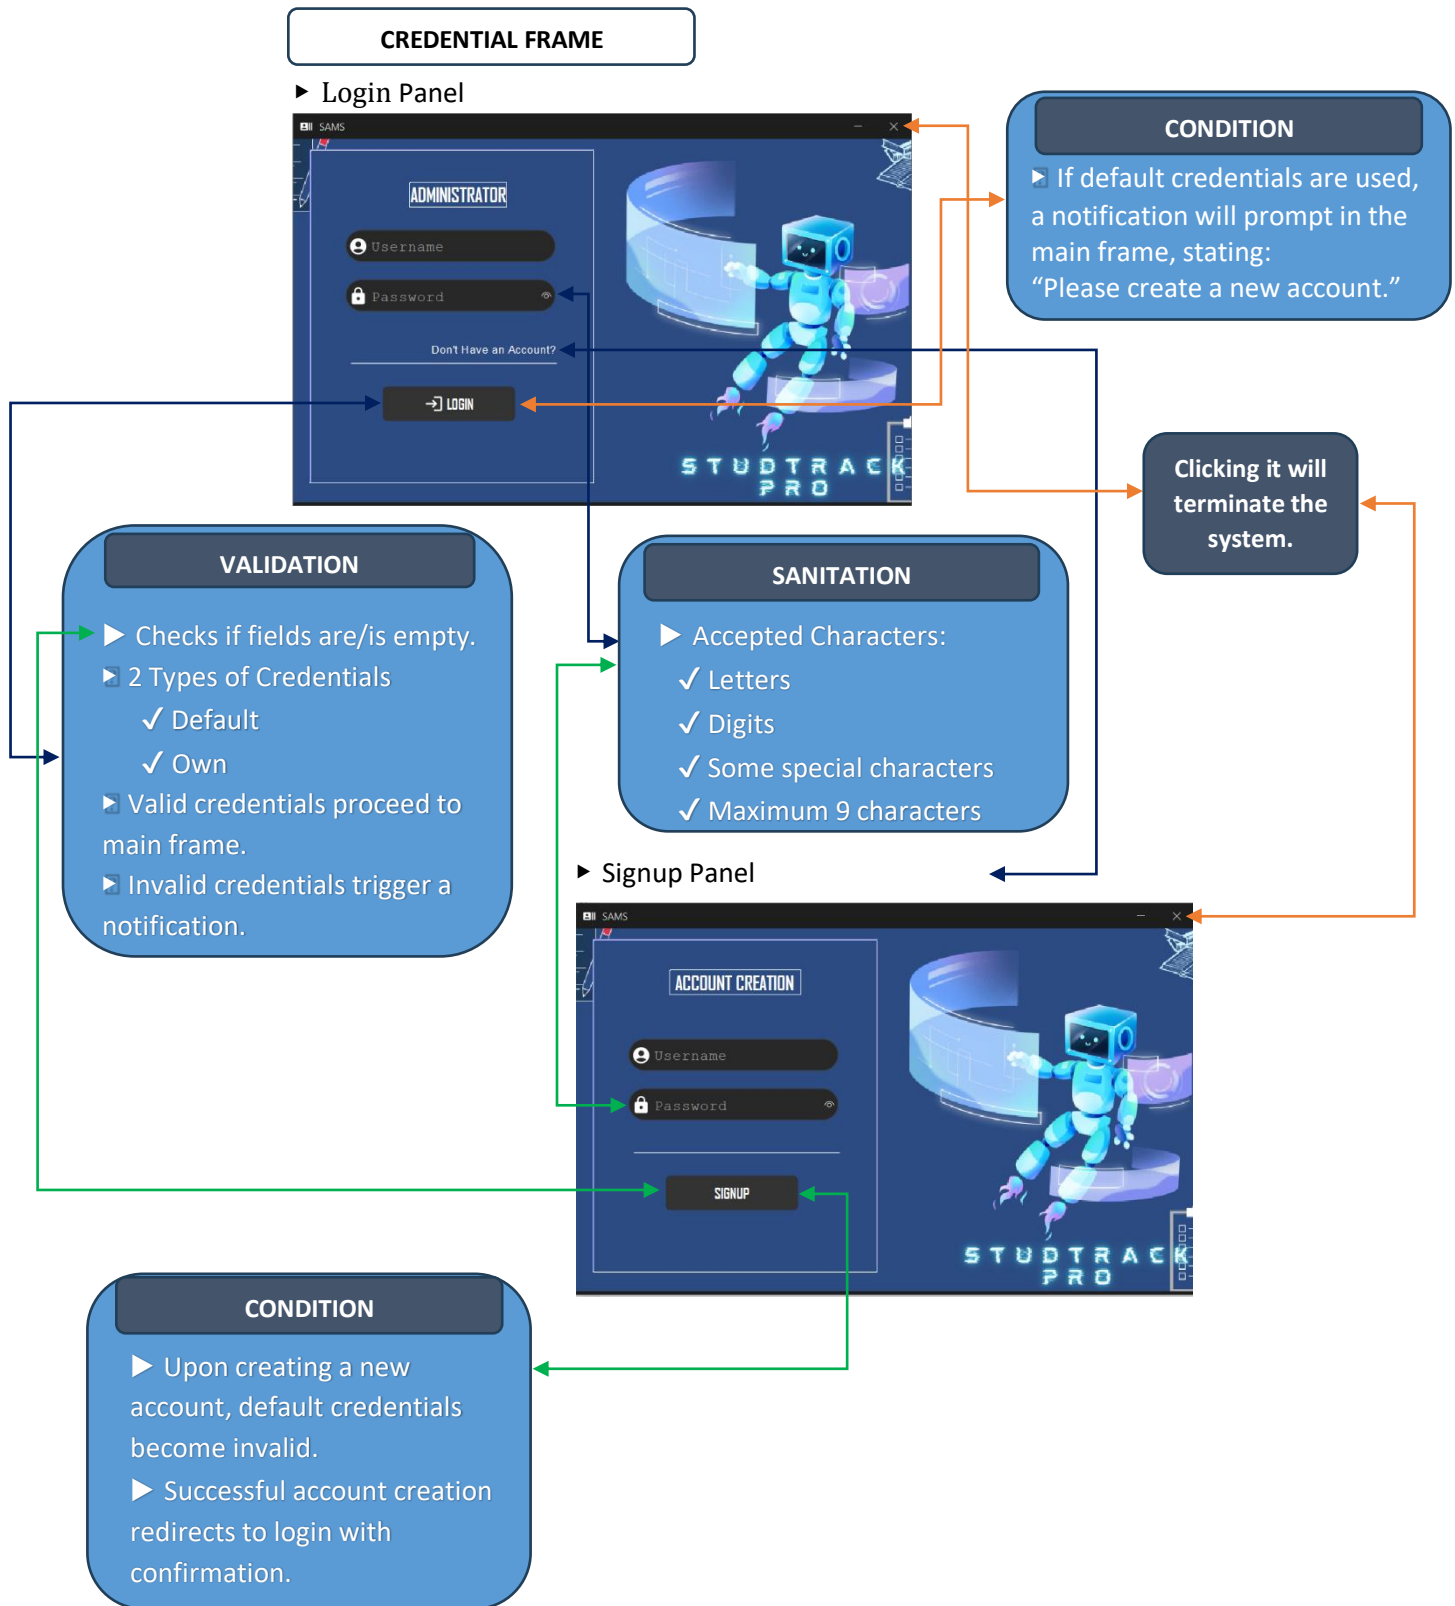 CREDENTIAL FRAME
Login Panel
SAMS
ADMINISTRATOR
Username
Password
Don't Have an Account?
LOGIN
STUDTRACK
PRO
CONDITION
If default credentials are used,
a notification will prompt in the
main frame, stating:
“Please create a new account.”
Clicking it will
terminate the
system.
VALIDATION
Checks if fields are/is empty.
2 Types of Credentials
✓ Default
✓ Own
Valid credentials proceed to
main frame.
Invalid credentials trigger a
notification.
SANITATION
Accepted Characters:
✓ Letters
✓ Digits
✓ Some special characters
✓ Maximum 9 characters
Signup Panel
SAMS
ACCOUNT CREATION
Username
Password
SIGNUP
STUDTRACK
PRO
CONDITION
Upon creating a new
account, default credentials
become invalid.
Successful account creation
redirects to login with
confirmation.